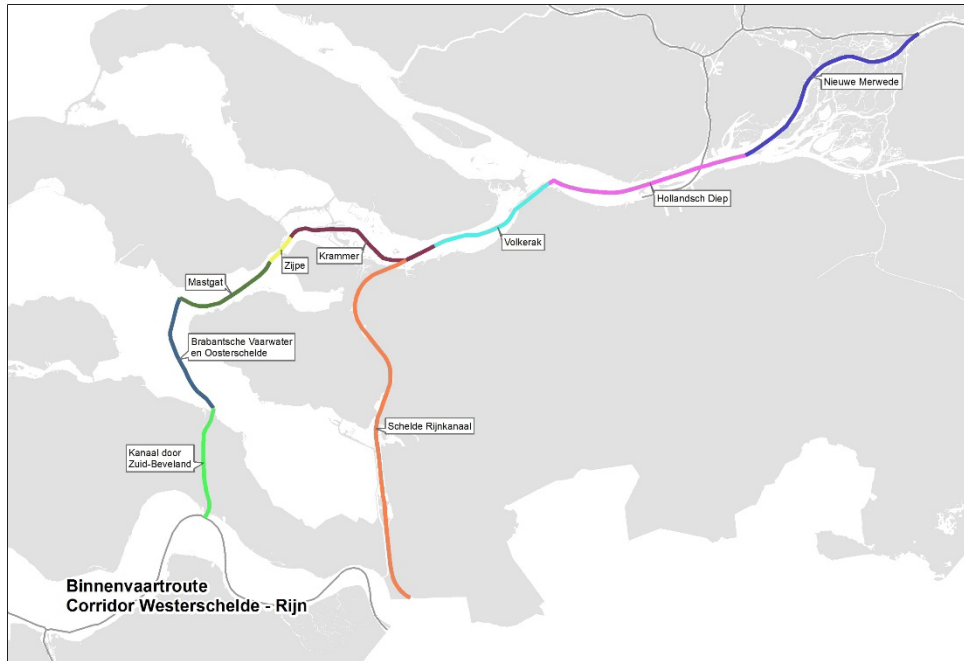 Nieuwe Merwede
Hollandsch Diep
Volkerak
Krammer
Zijpe
Mastgat
Brabantsche Vaarwater
en Oosterschelde
Schelde Rijnkanaal
Kanaal door
Zuid-Beveland
Binnenvaartroute
Corridor Westerschelde - Rijn